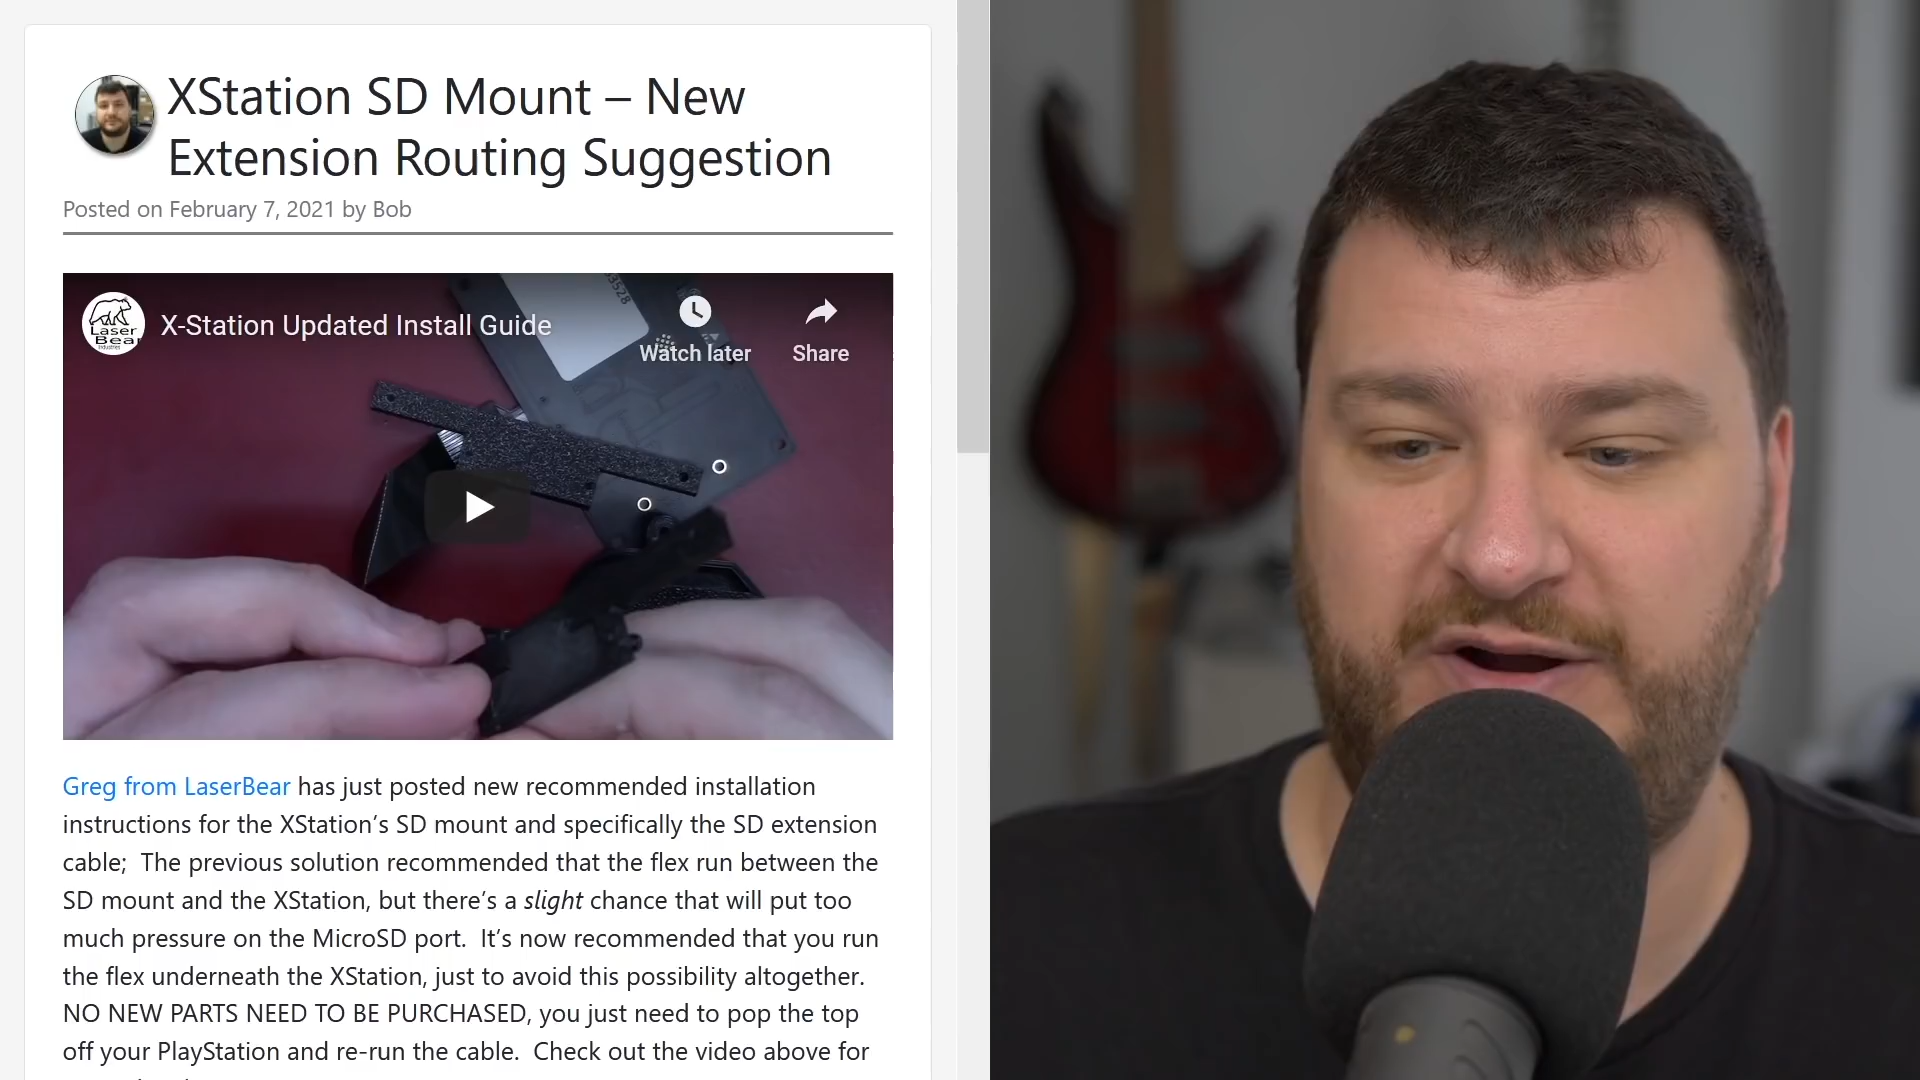 XStation SD Mount – New
Extension Routing Suggestion
Posted on February 7, 2021 by Bob
Laser
Bear
X-Station Updated Install Guide
Watch later
Share
Greg from LaserBear has just posted new recommended installation
instructions for the XStation’s SD mount and specifically the SD extension
cable;  The previous solution recommended that the flex run between the
SD mount and the XStation, but there’s a slight chance that will put too
much pressure on the MicroSD port.  It’s now recommended that you run
the flex underneath the XStation, just to avoid this possibility altogether.
NO NEW PARTS NEED TO BE PURCHASED, you just need to pop the top
off your PlayStation and re-run the cable.  Check out the video above for